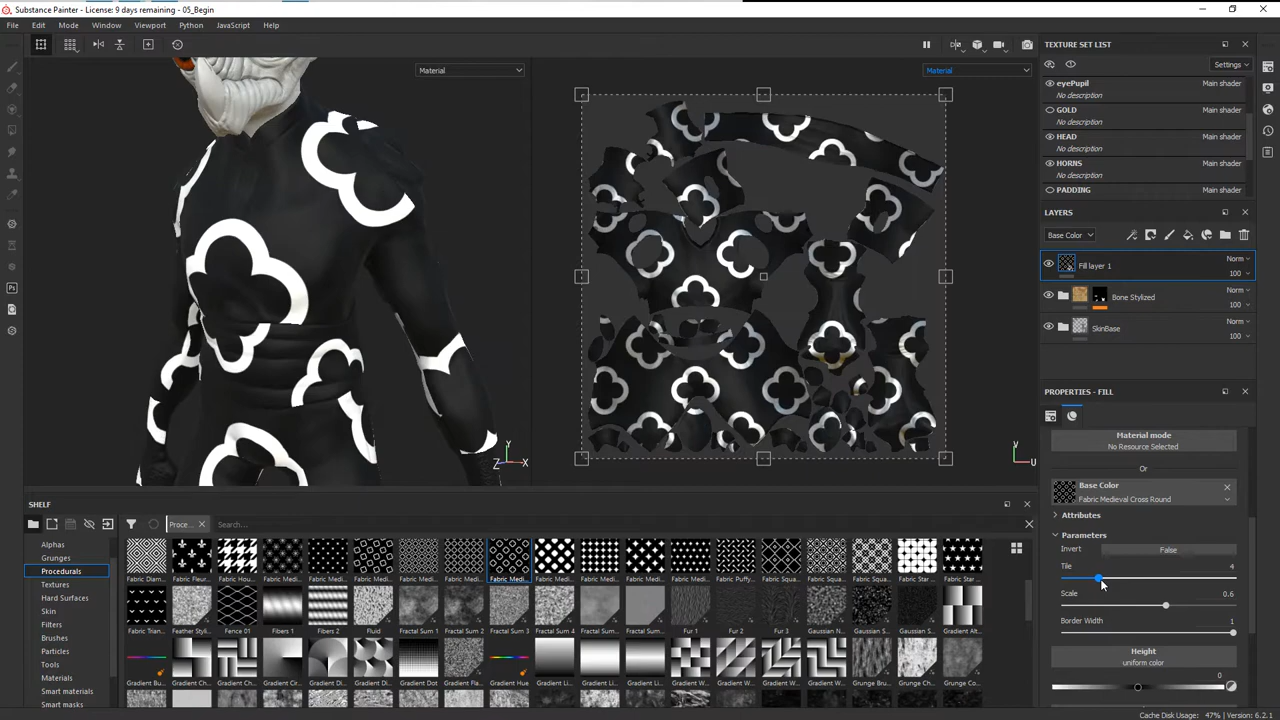 Substance Painter - License: 9 days remaining - 05_Begin
File Edit Mode Window Viewport Python JavaScript Help
Material
Material
Y
Z X
V
U
TEXTURE SET LIST
Settings
eyePupil Main shader
No description
GOLD Main shader
No description
HEAD Main shader
No description
HORNS Main shader
No description
PADDING Main shader
LAYERS
Base Color
Fill layer 1 Norm
100
Bone Stylized Norm
100
SkinBase Norm
100
PROPERTIES - FILL
Material mode
No Resource Selected
Or
Base Color
Fabric Medieval Cross Round
Attributes
Parameters
Invert False
Tile 4
Scale 0.6
Border Width 1
Height
uniform color
0
SHELF
Proce...
Search...
Alphas
Grunges
Procedurals
Textures
Hard Surfaces
Skin
Filters
Brushes
Particles
Tools
Materials
Smart materials
Smart masks
Fabric Diam... Fabric Fleur... Fabric Hou... Fabric Medi... Fabric Medi... Fabric Medi... Fabric Medi... Fabric Medi... Fabric Medi... Fabric Medi... Fabric Medi... Fabric Medi... Fabric Medi... Fabric Puffy... Fabric Squ... Fabric Squ... Fabric Squ... Fabric Star ... Fabric Star ...
Fabric Trian... Feather Styli... Fence 01 Fibers 1 Fibers 2 Fluid Fractal Sum 1 Fractal Sum 2 Fractal Sum 3 Fractal Sum 4 Fur 1 Fur 2 Fur 3 Gaussian N... Gaussian S... Gaussian S... Gradient Alt...
Gradient Bu... Gradient Ch... Gradient Cir... Gradient Da... Gradient Dot Gradient Fla... Gradient Hue Gradient Li... Gradient Li... Gradient Li... Gradient W... Gradient W... Gradient W... Gradient W... Grunge Bru... Grunge Co...
Cache Disk Usage: 47% | Version: 6.2.1